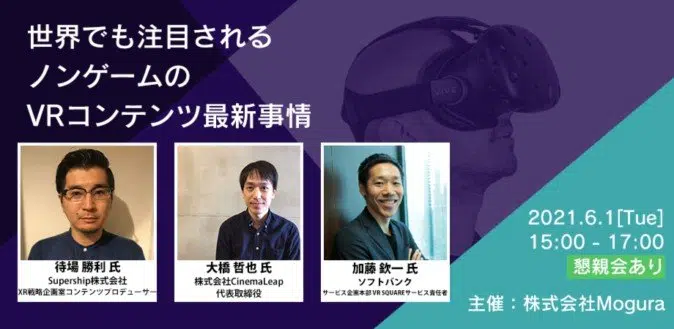 世界でも注目される
ノンゲームの
VRコンテンツ最新事情
VIVE
待場 勝利 氏
Supership株式会社
XR戦略企画室コンテンツプロデューサー
大橋 哲也 氏
株式会社CinemaLeap
代表取締役
加藤 欽一 氏
ソフトバンク
サービス企画本部 VR SQUAREサービス責任者
2021.6.1[Tue]
15:00 - 17:00
懇親会あり
主催：株式会社Mogura